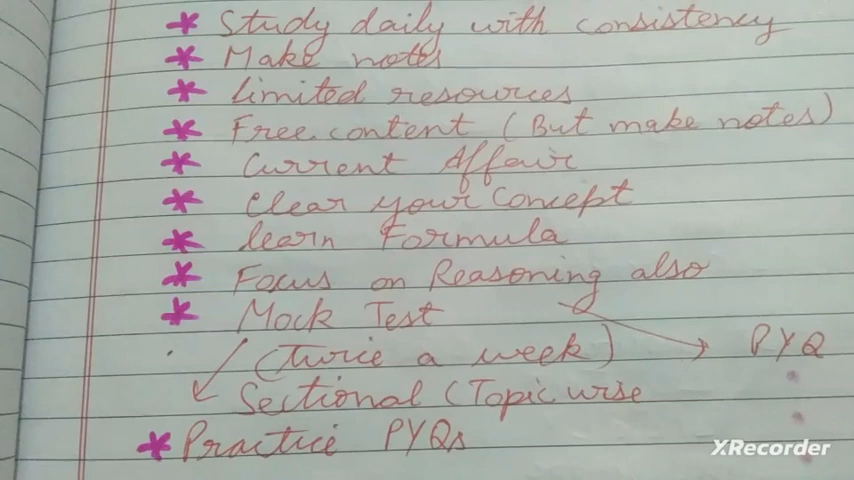 * Study daily with consistency
* Make notes
* limited resources
* Free content (But make notes)
* Current Affair
* Clear your Concept
* learn Formula
* Focus on Reasoning also
* Mock Test
(twice a week) → PYQ
Sectional (Topic wise
* Practice PYQs
XRecorder